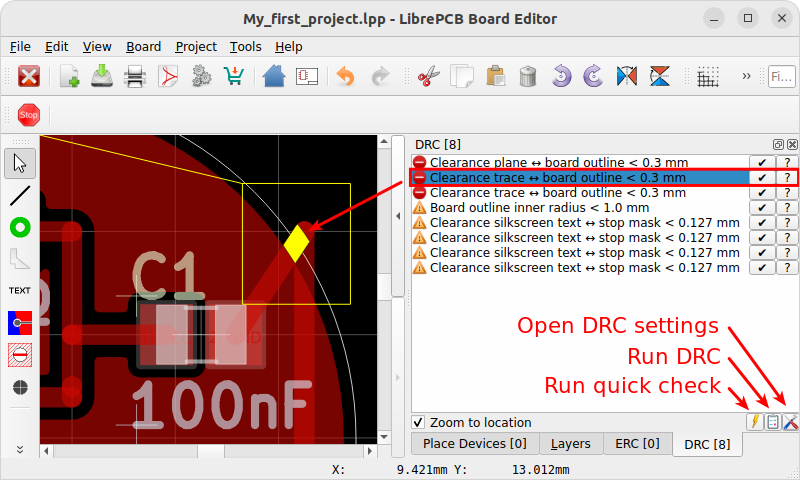 My_first_project.lpp - LibrePCB Board Editor
File Edit View Board Project Tools Help
Fi...
Stop
DRC [8]
Clearance plane ↔ board outline < 0.3 mm ✔ ?
Clearance trace ↔ board outline < 0.3 mm ✔ ?
Clearance trace ↔ board outline < 0.3 mm ✔ ?
Board outline inner radius < 1.0 mm ✔ ?
Clearance silkscreen text ↔ stop mask < 0.127 mm ✔ ?
Clearance silkscreen text ↔ stop mask < 0.127 mm ✔ ?
Clearance silkscreen text ↔ stop mask < 0.127 mm ✔ ?
Clearance silkscreen text ↔ stop mask < 0.127 mm ✔ ?
TEXT
C1
100nF
Open DRC settings
Run DRC
Run quick check
Zoom to location
Place Devices [0] Layers ERC [0] DRC [8]
X: 9.421mm Y: 13.012mm